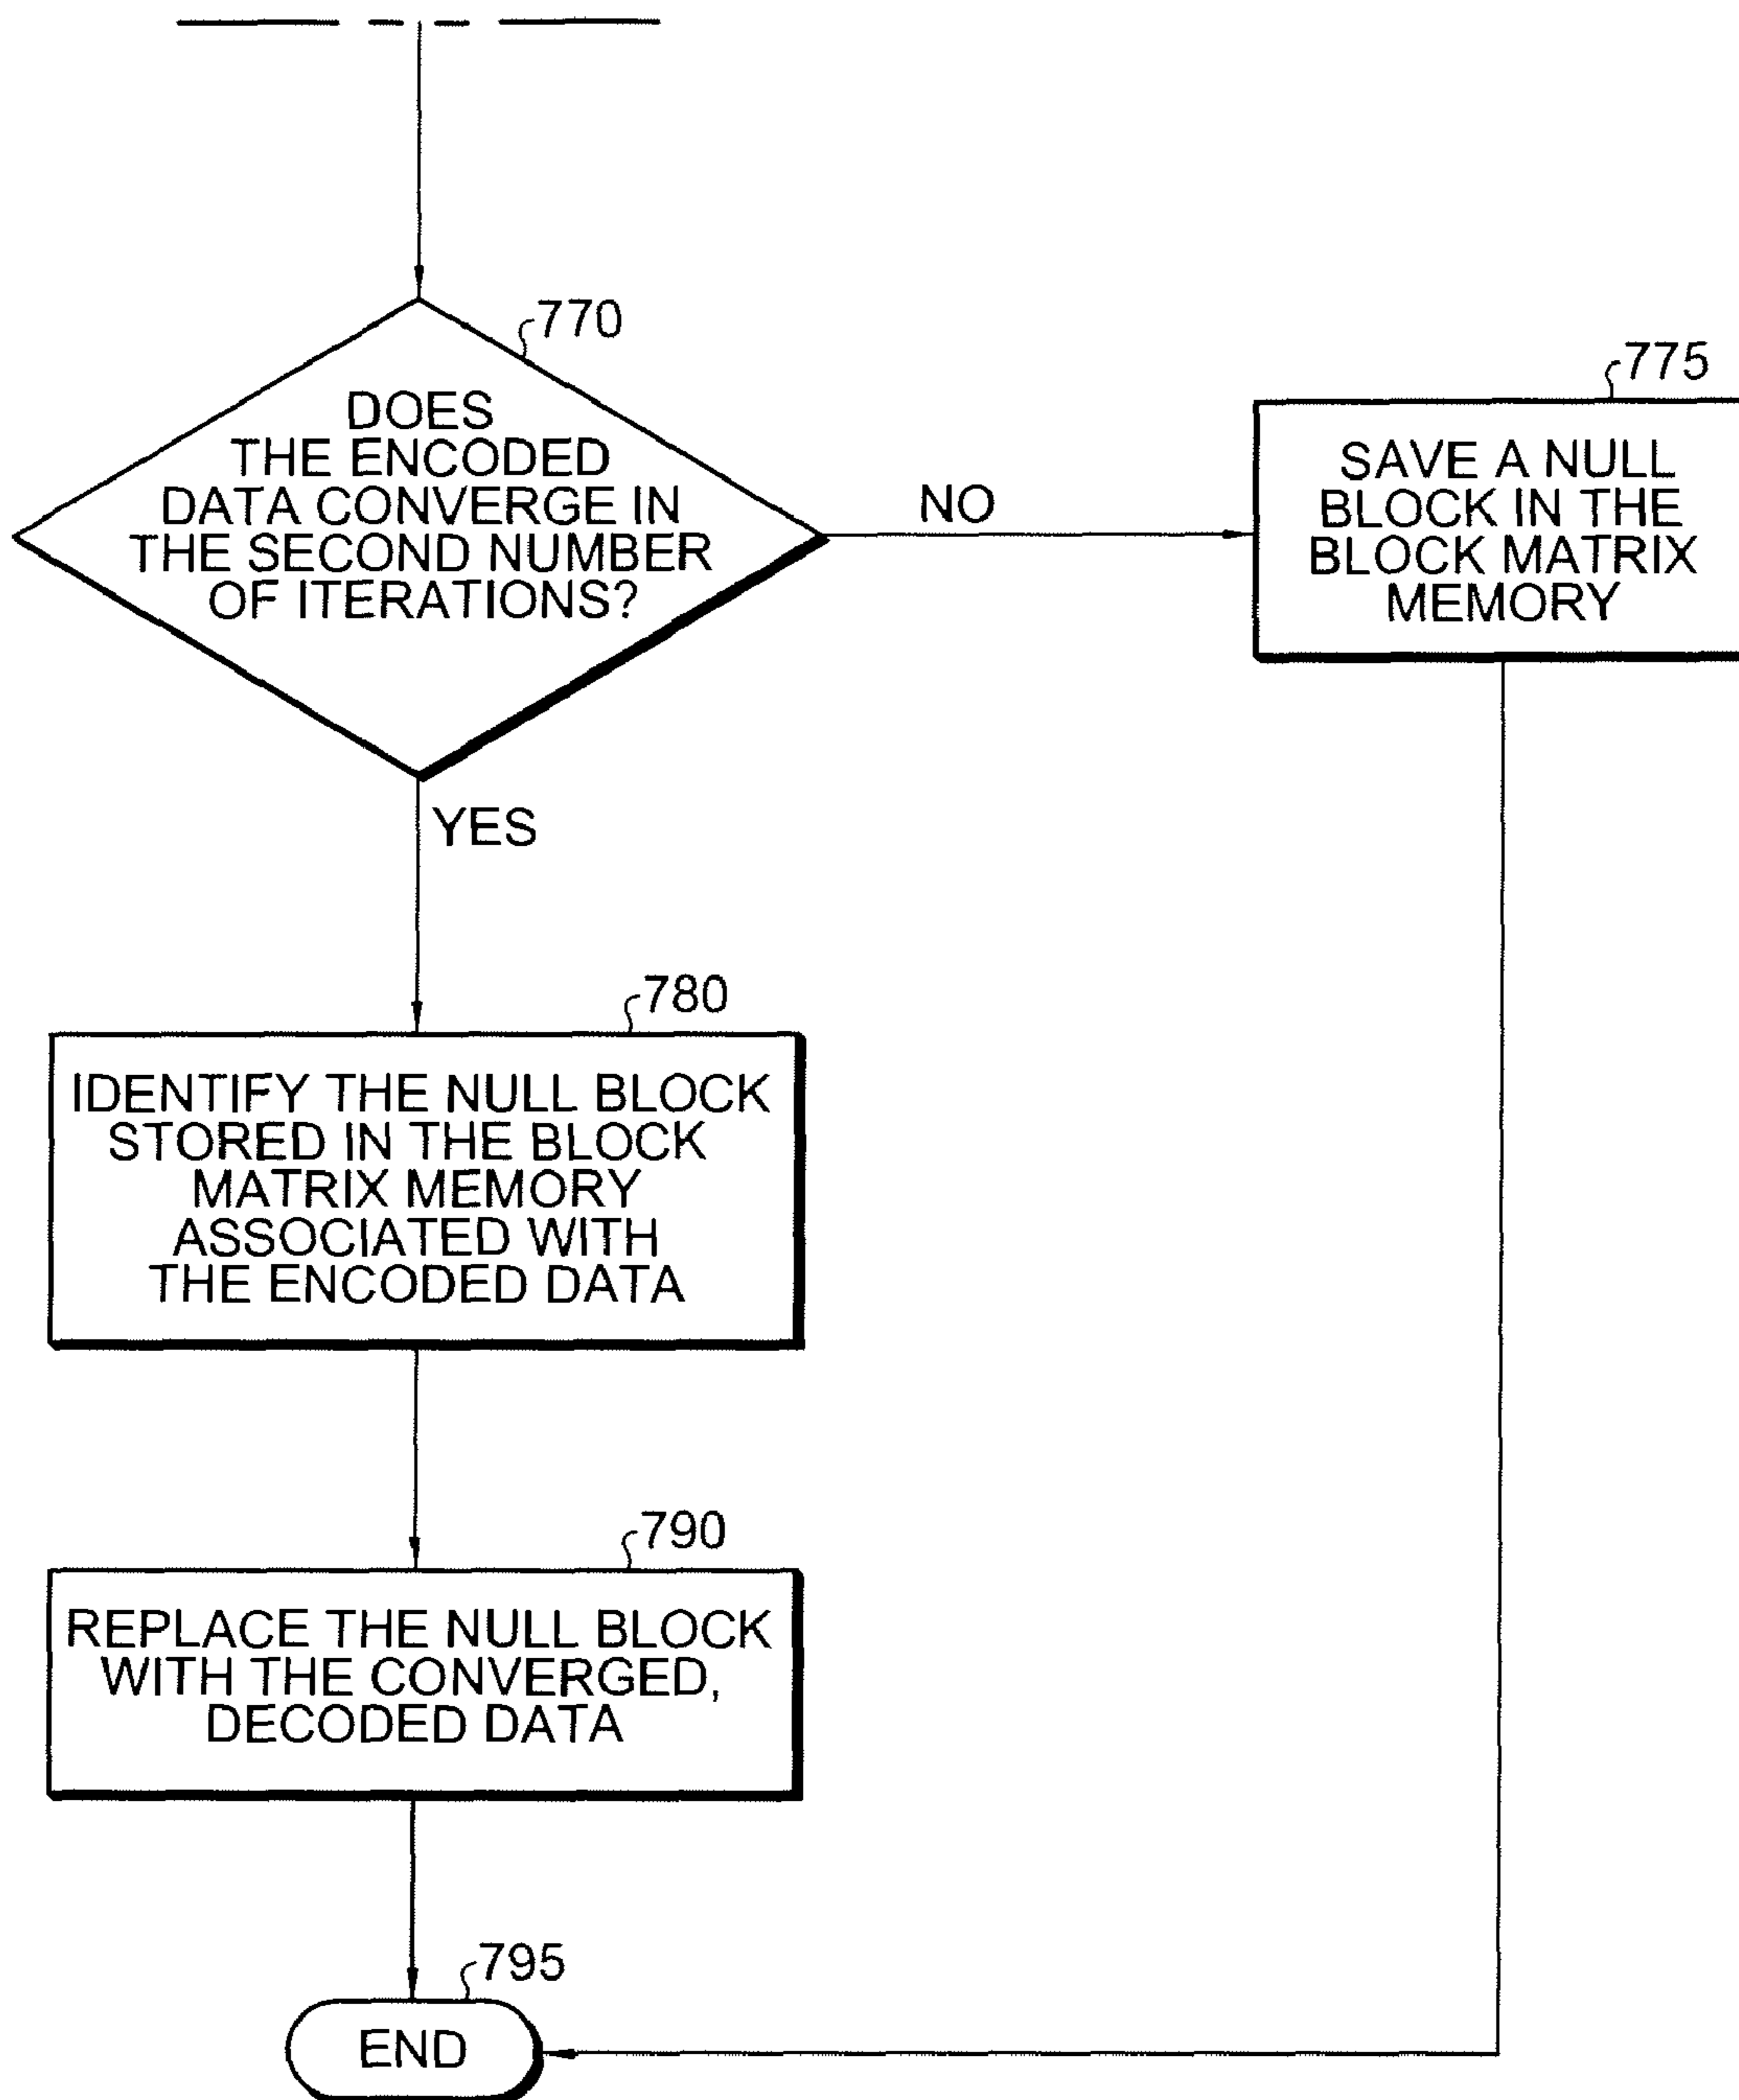 770
DOES
THE ENCODED
DATA CONVERGE IN
THE SECOND NUMBER
OF ITERATIONS?
NO
775
SAVE A NULL
BLOCK IN THE
BLOCK MATRIX
MEMORY
YES
780
IDENTIFY THE NULL BLOCK
STORED IN THE BLOCK
MATRIX MEMORY
ASSOCIATED WITH
THE ENCODED DATA
790
REPLACE THE NULL BLOCK
WITH THE CONVERGED,
DECODED DATA
795
END